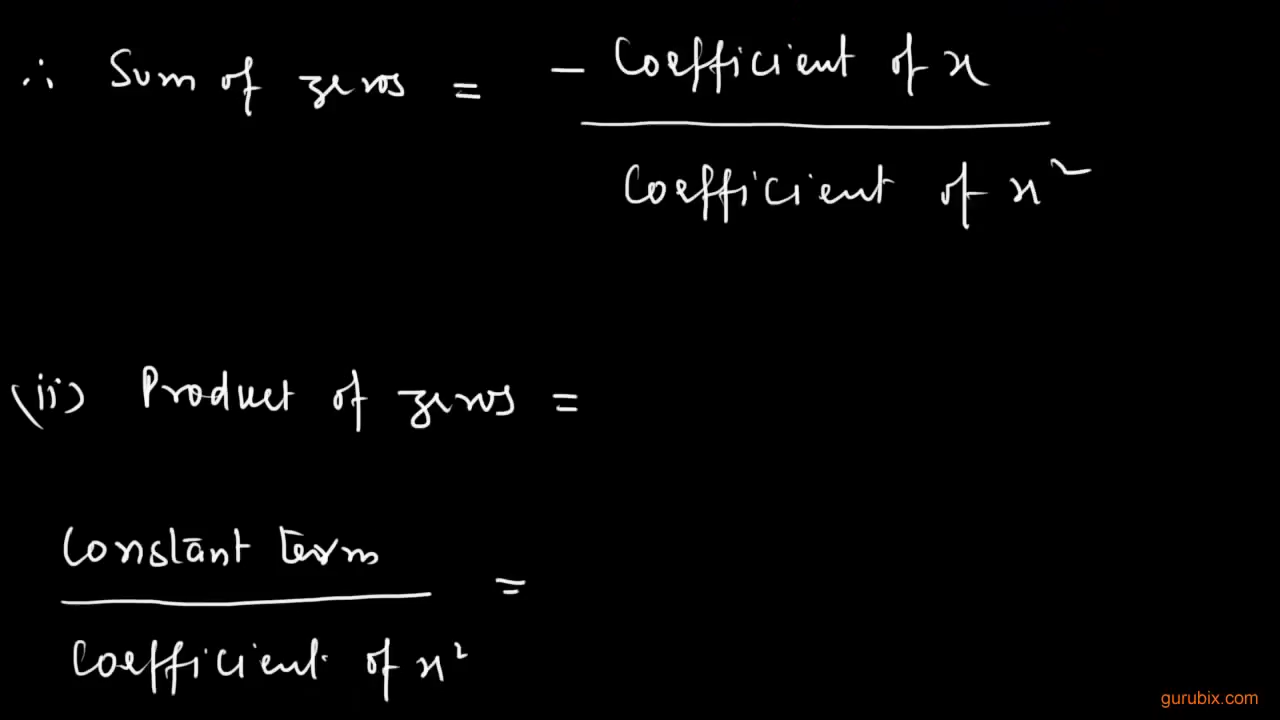 ∴ Sum of zeros = - Coefficient of x
Coefficient of x²
(ii) Product of zeros =
Constant term
=
Coefficient of x²
gurubix.com